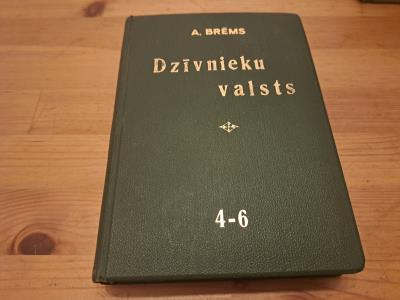 A. BRĒMS
Dzīvnieku
valsts
4-6